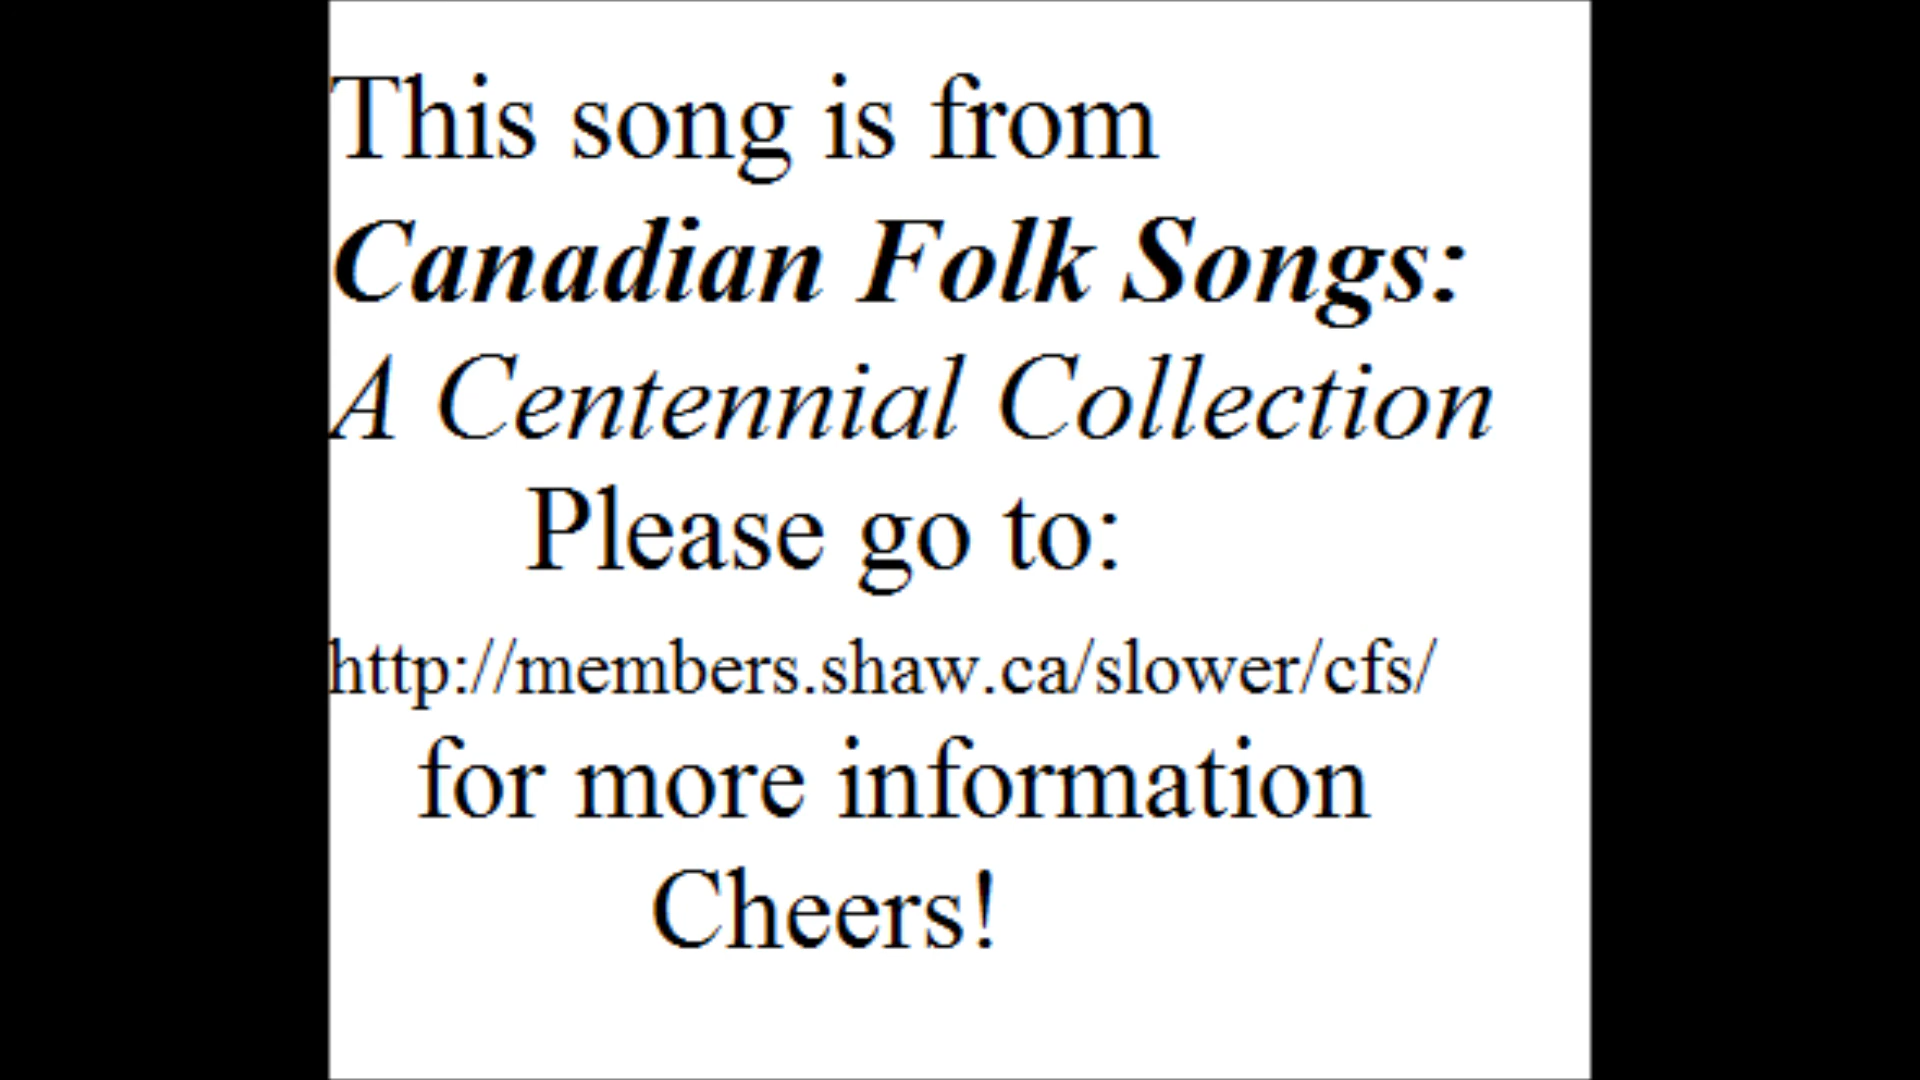 This song is from
Canadian Folk Songs:
A Centennial Collection
Please go to:
http://members.shaw.ca/slower/cfs/
for more information
Cheers!